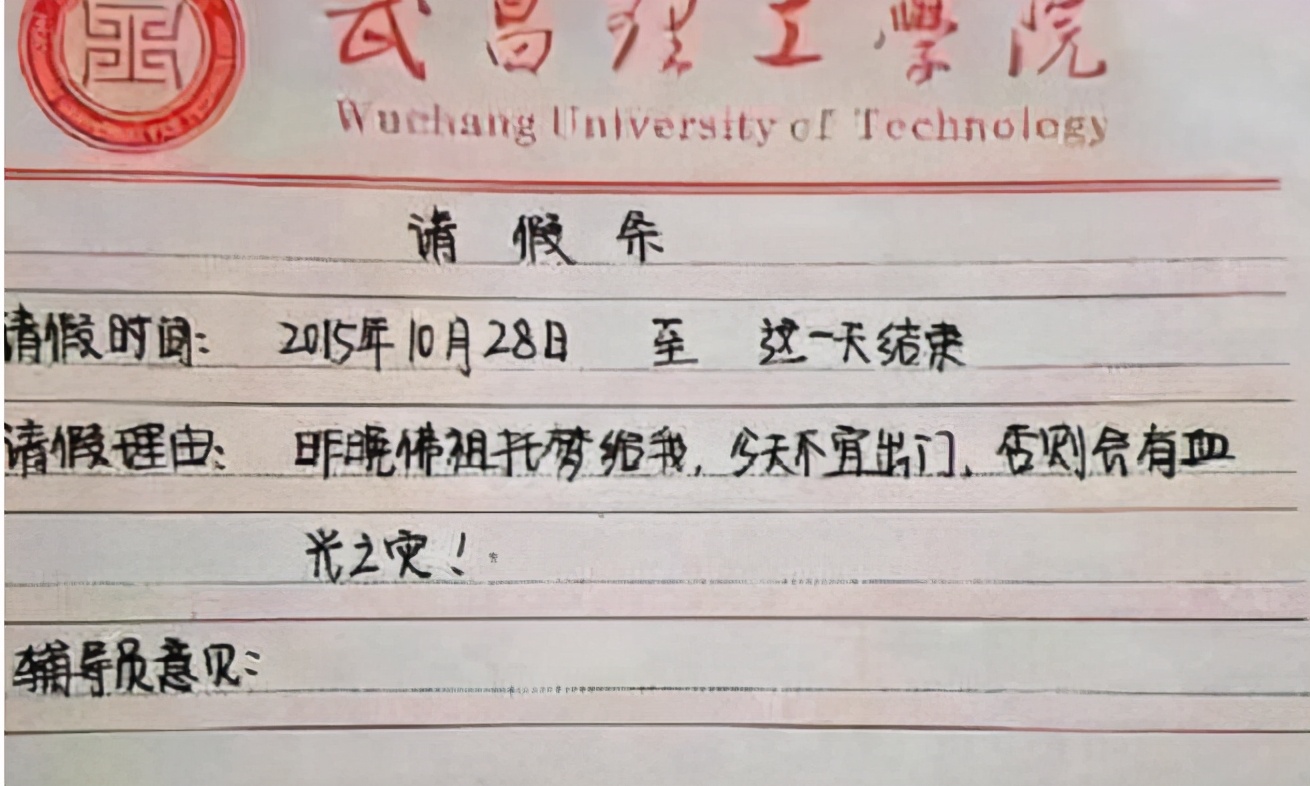 武昌理工學院
Wuchang University of Technology
请假条
请假时间: 2015年10月28日 至 这一天结束
请假理由: 昨晚佛祖托梦给我, 今天不宜出门, 否则会有血
光之灾!
辅导员意见: